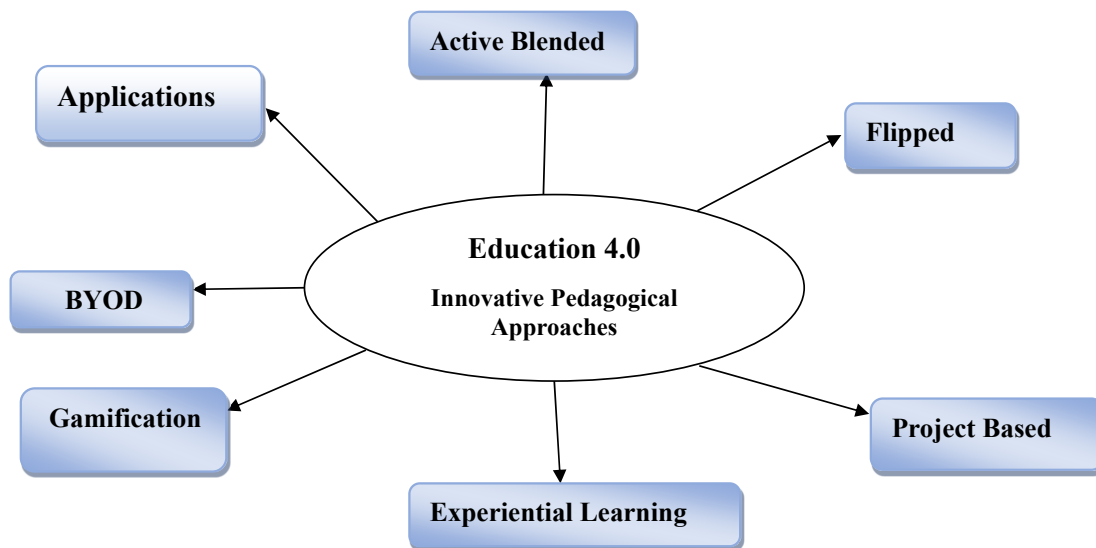 Active Blended
Applications
Flipped
Education 4.0
Innovative Pedagogical
Approaches
BYOD
Gamification
Project Based
Experiential Learning